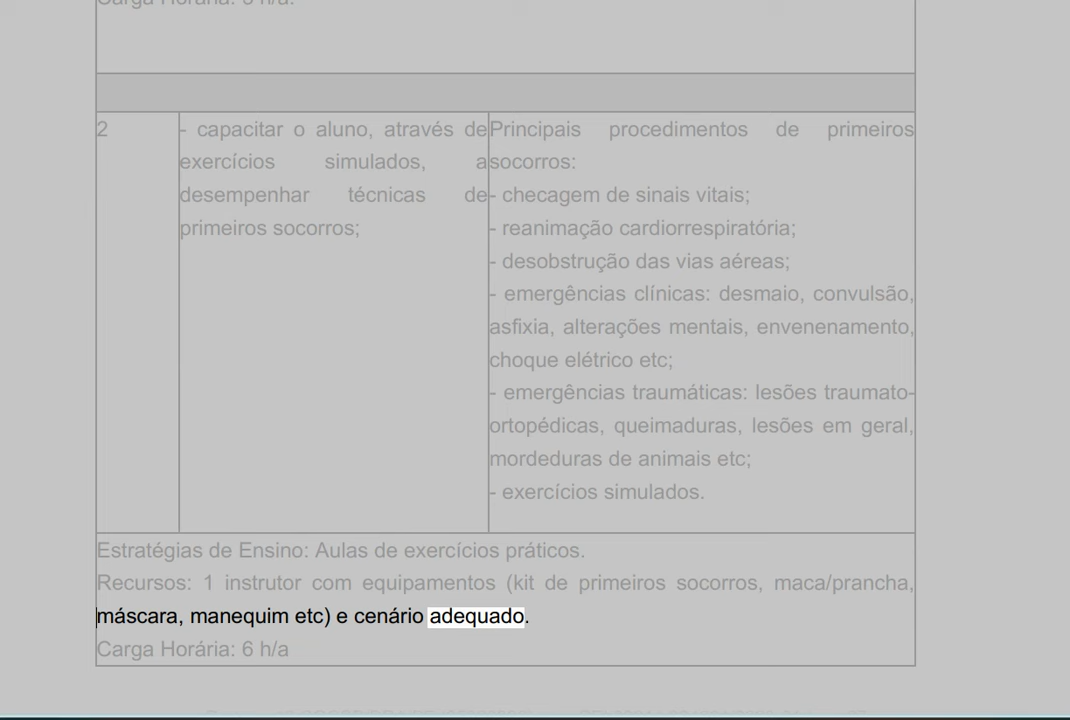 2
- capacitar o aluno, através de
exercícios simulados, a
desempenhar técnicas de
primeiros socorros;
Principais procedimentos de primeiros
socorros:
- checagem de sinais vitais;
- reanimação cardiorrespiratória;
- desobstrução das vias aéreas;
- emergências clínicas: desmaio, convulsão,
asfixia, alterações mentais, envenenamento,
choque elétrico etc;
- emergências traumáticas: lesões traumato-
ortopédicas, queimaduras, lesões em geral,
mordeduras de animais etc;
- exercícios simulados.
Estratégias de Ensino: Aulas de exercícios práticos.
Recursos: 1 instrutor com equipamentos (kit de primeiros socorros, maca/prancha,
máscara, manequim etc) e cenário adequado.
Carga Horária: 6 h/a